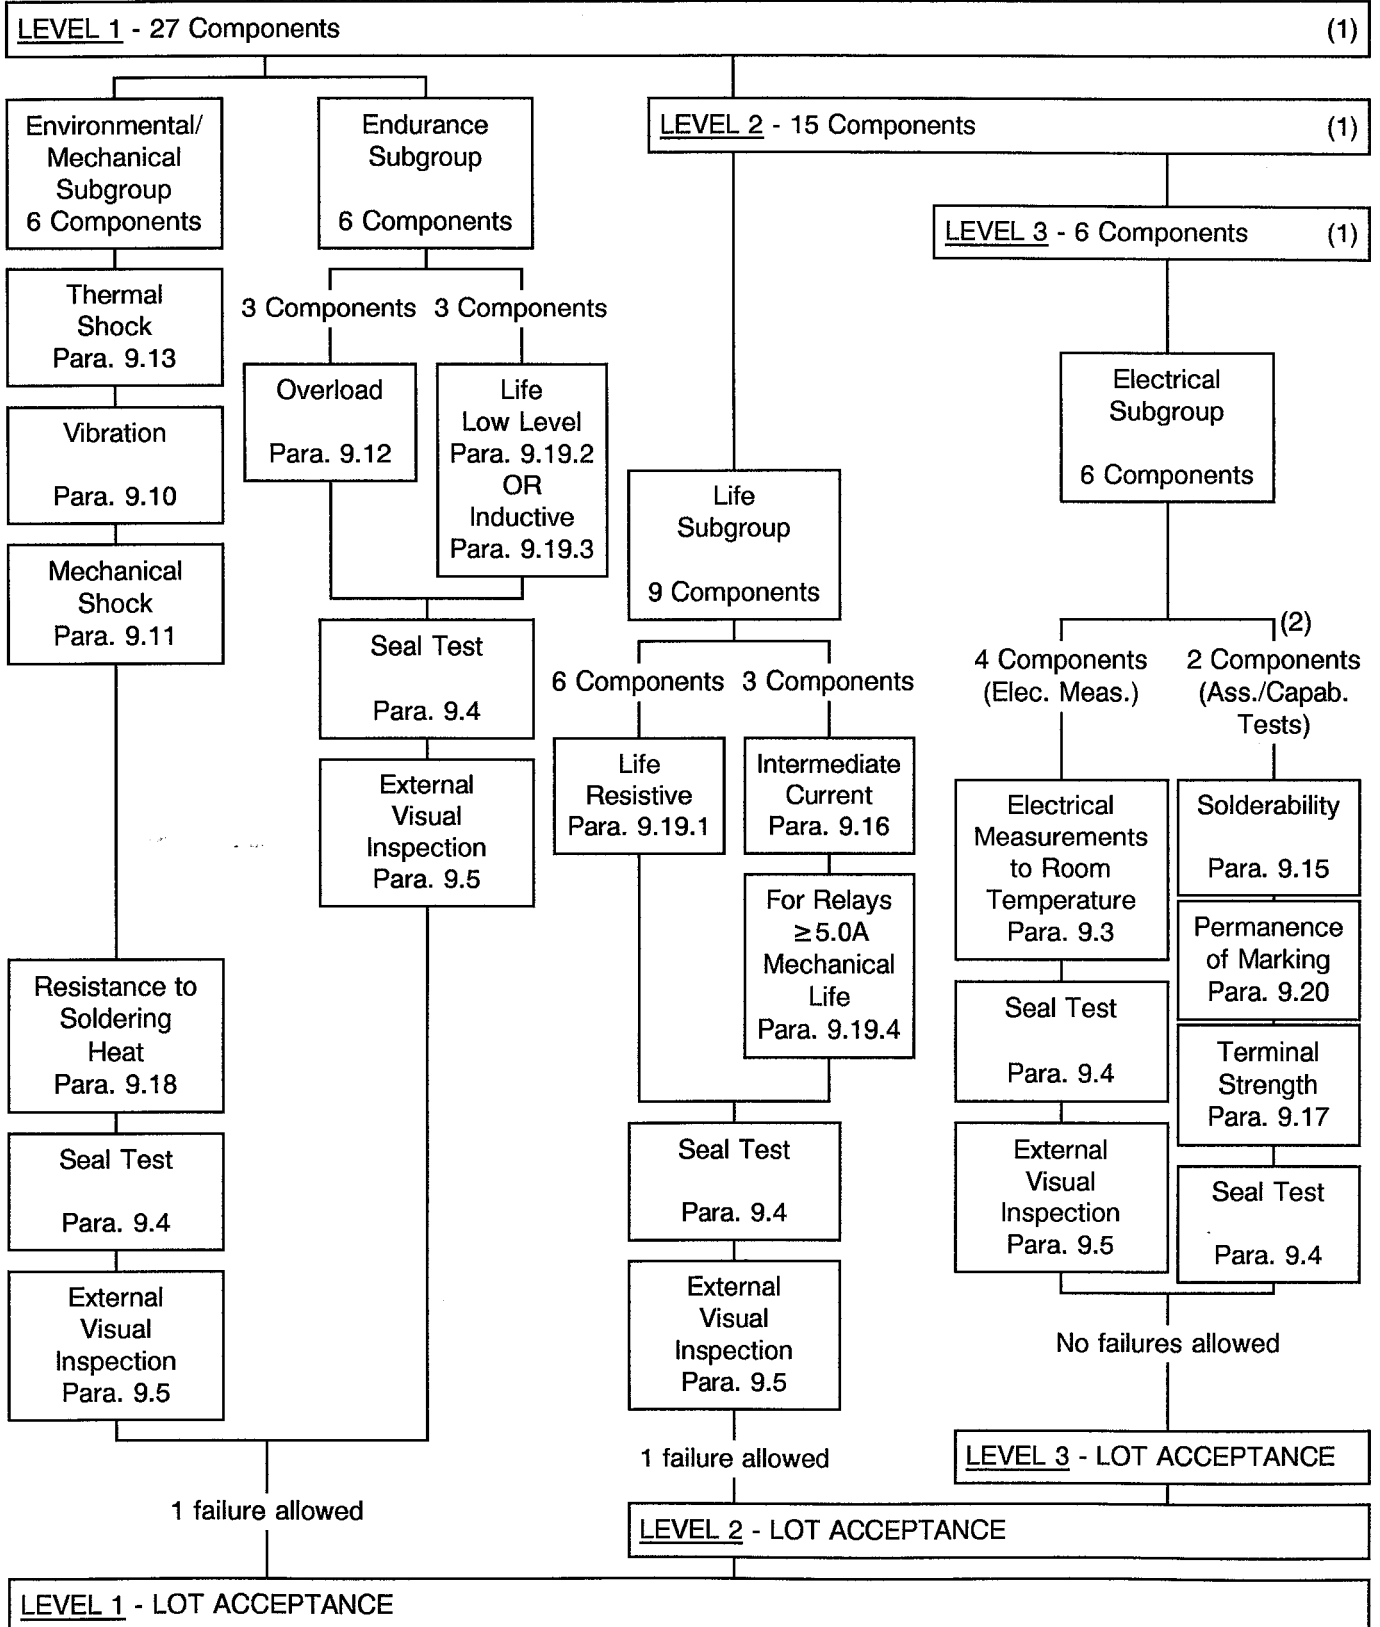 LEVEL 1 - 27 Components (1)
Environmental/
Mechanical
Subgroup
6 Components
Endurance
Subgroup
6 Components
LEVEL 2 - 15 Components (1)
LEVEL 3 - 6 Components (1)
Thermal
Shock
Para. 9.13
Vibration
Para. 9.10
Mechanical
Shock
Para. 9.11
Resistance to
Soldering
Heat
Para. 9.18
Seal Test
Para. 9.4
External
Visual
Inspection
Para. 9.5
3 Components
3 Components
Overload
Para. 9.12
Life
Low Level
Para. 9.19.2
OR
Inductive
Para. 9.19.3
Seal Test
Para. 9.4
External
Visual
Inspection
Para. 9.5
1 failure allowed
Life
Subgroup
9 Components
6 Components
3 Components
Life
Resistive
Para. 9.19.1
Intermediate
Current
Para. 9.16
For Relays
≥5.0A
Mechanical
Life
Para. 9.19.4
Seal Test
Para. 9.4
External
Visual
Inspection
Para. 9.5
1 failure allowed
Electrical
Subgroup
6 Components
4 Components
(Elec. Meas.)
(2)
2 Components
(Ass./Capab.
Tests)
Electrical
Measurements
to Room
Temperature
Para. 9.3
Seal Test
Para. 9.4
External
Visual
Inspection
Para. 9.5
Solderability
Para. 9.15
Permanence
of Marking
Para. 9.20
Terminal
Strength
Para. 9.17
Seal Test
Para. 9.4
No failures allowed
LEVEL 3 - LOT ACCEPTANCE
LEVEL 2 - LOT ACCEPTANCE
LEVEL 1 - LOT ACCEPTANCE